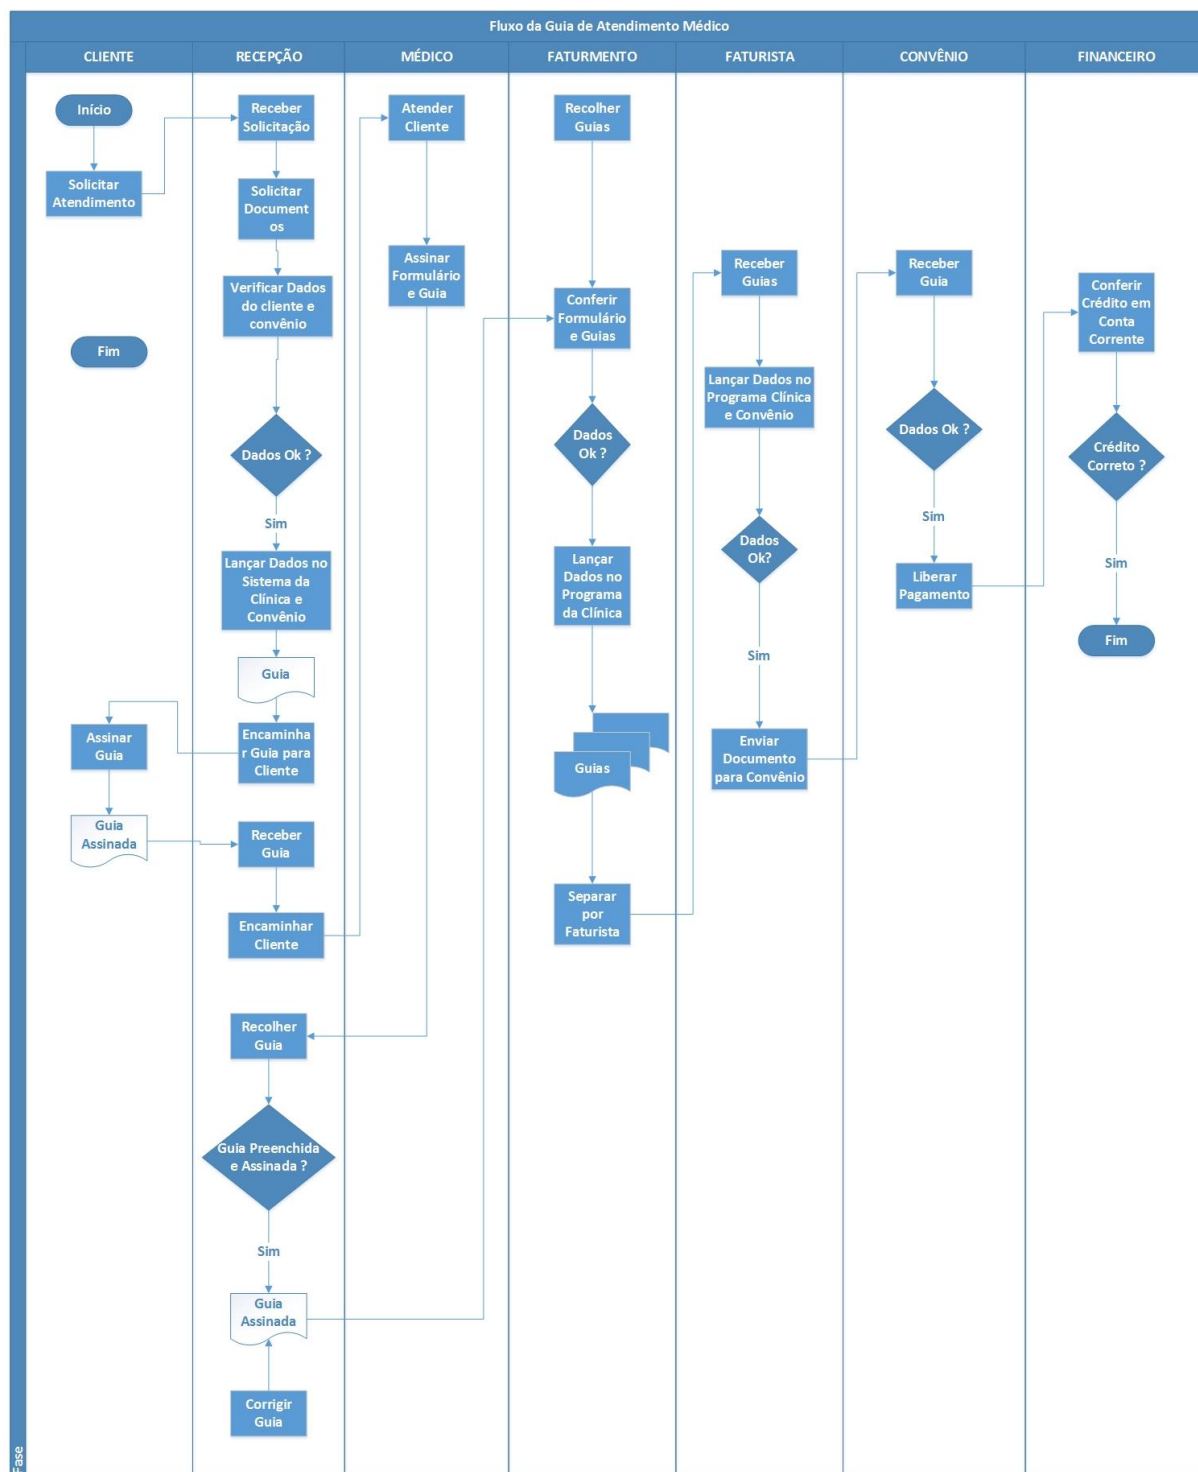 Fluxo da Guia de Atendimento Médico
CLIENTE
RECEPÇÃO
MÉDICO
FATURMENTO
FATURISTA
CONVÊNIO
FINANCEIRO
Início
Solicitar
Atendimento
Fim
Assinar
Guia
Guia
Assinada
Receber
Solicitação
Solicitar
Document
os
Verificar Dados
do cliente e
convênio
Dados Ok ?
Sim
Lançar Dados no
Sistema da
Clínica e
Convênio
Guia
Encaminha
r Guia para
Cliente
Receber
Guia
Encaminhar
Cliente
Recolher
Guia
Guia Preenchida
e Assinada ?
Sim
Guia
Assinada
Corrigir
Guia
Atender
Cliente
Assinar
Formulário
e Guia
Recolher
Guias
Conferir
Formulário
e Guias
Dados
Ok ?
Lançar
Dados no
Programa
da Clínica
Guias
Separar
por
Faturista
Receber
Guias
Lançar Dados no
Programa Clínica
e Convênio
Dados
Ok?
Sim
Enviar
Documento
para Convênio
Receber
Guia
Dados Ok ?
Sim
Liberar
Pagamento
Conferir
Crédito em
Conta
Corrente
Crédito
Correto ?
Sim
Fim
Fase